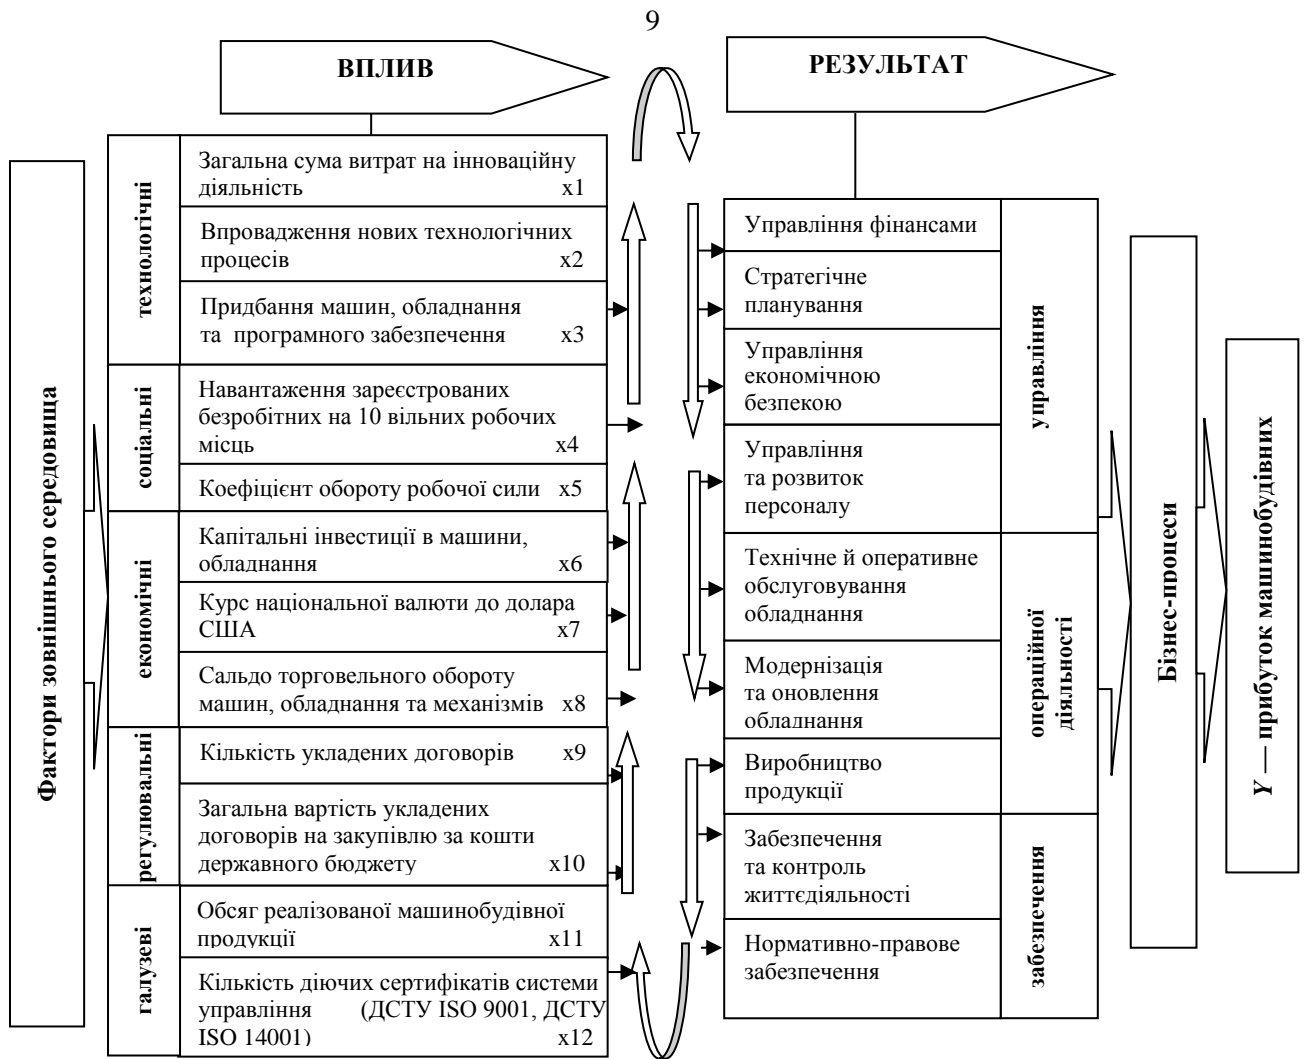 9
ВПЛИВ
РЕЗУЛЬТАТ
Фактори зовнішнього середовища
технологічні
Загальна сума витрат на інноваційну
діяльність x1
Впровадження нових технологічних
процесів x2
Придбання машин, обладнання
та програмного забезпечення x3
соціальні
Навантаження зареєстрованих
безробітних на 10 вільних робочих
місць x4
Коефіцієнт обороту робочої сили x5
економічні
Капітальні інвестиції в машини,
обладнання x6
Курс національної валюти до долара
США x7
Сальдо торговельного обороту
машин, обладнання та механізмів x8
регулювальні
Кількість укладених договорів x9
Загальна вартість укладених
договорів на закупівлю за кошти
державного бюджету x10
галузеві
Обсяг реалізованої машинобудівної
продукції x11
Кількість діючих сертифікатів системи
управління (ДСТУ ISO 9001, ДСТУ
ISO 14001) x12
Управління фінансами
Стратегічне
планування
Управління
економічною
безпекою
Управління
та розвиток
персоналу
управління
Технічне й оперативне
обслуговування
обладнання
Модернізація
та оновлення
обладнання
Виробництво
продукції
операційної
діяльності
Забезпечення
та контроль
життєдіяльності
Нормативно-правове
забезпечення
забезпечення
Бізнес-процеси
Y — прибуток машинобудівних